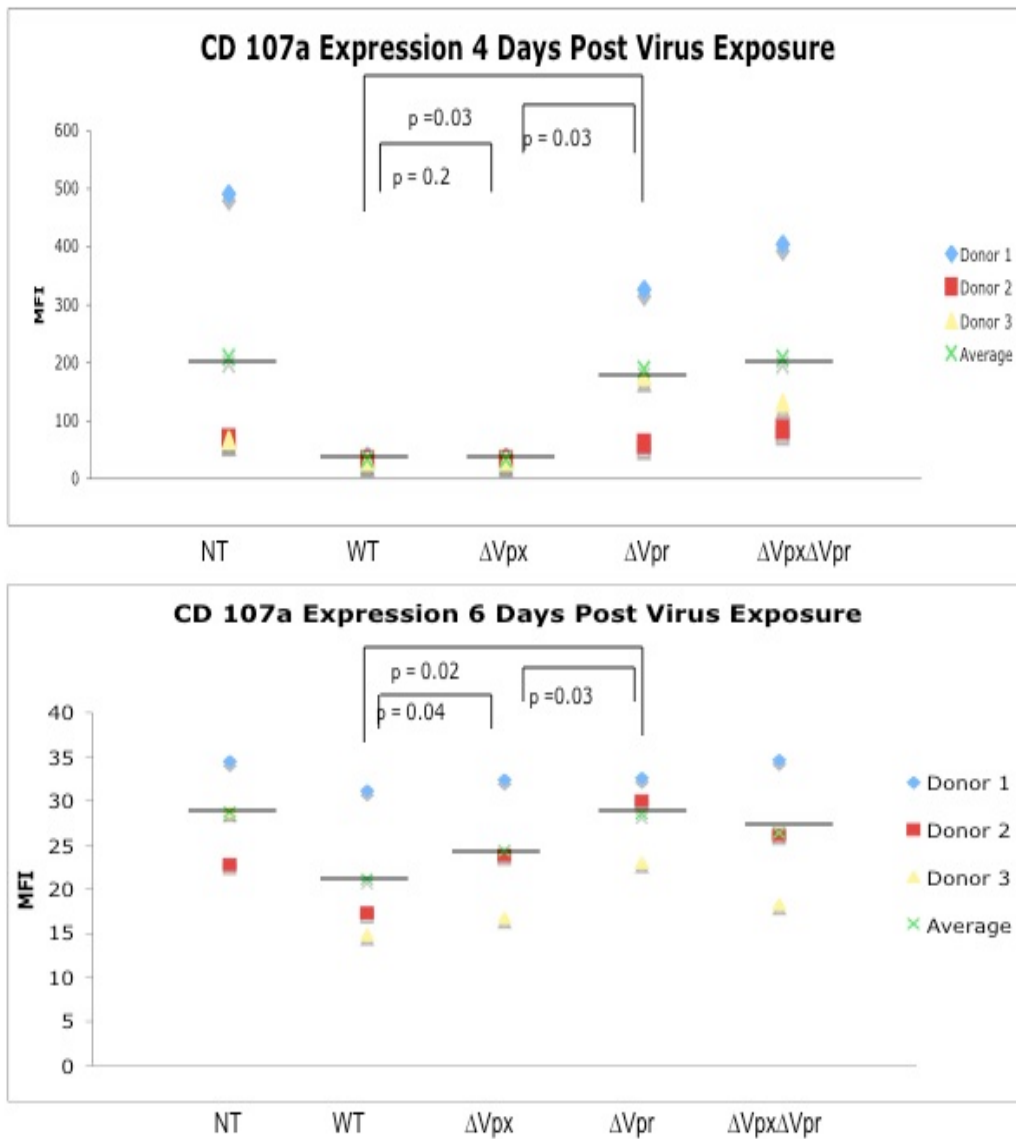 CD 107a Expression 4 Days Post Virus Exposure
p =0.03
p = 0.03
p = 0.2
600
500
400
300
200
100
0
MFI
Donor 1
Donor 2
Donor 3
Average
NT WT ΔVpx ΔVpr ΔVpxΔVpr
CD 107a Expression 6 Days Post Virus Exposure
p = 0.02
p =0.03
p = 0.04
40
35
30
25
20
15
10
5
0
MFI
Donor 1
Donor 2
Donor 3
Average
NT WT ΔVpx ΔVpr ΔVpxΔVpr